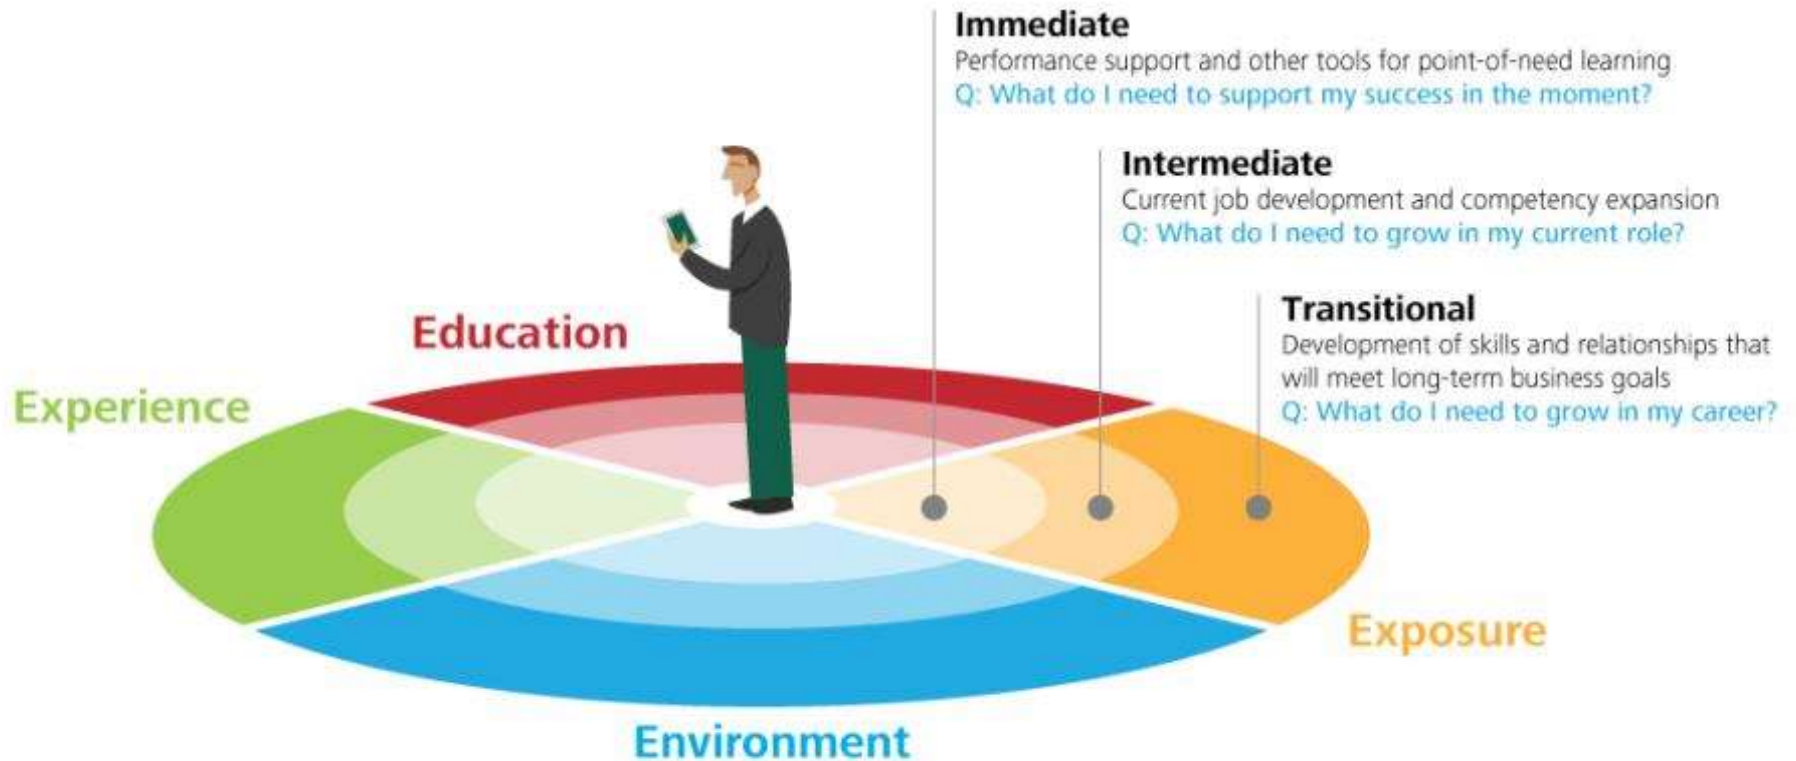 Immediate
Performance support and other tools for point-of-need learning
Q: What do I need to support my success in the moment?
Intermediate
Current job development and competency expansion
Q: What do I need to grow in my current role?
Transitional
Development of skills and relationships that
will meet long-term business goals
Q: What do I need to grow in my career?
Education
Experience
Exposure
Environment